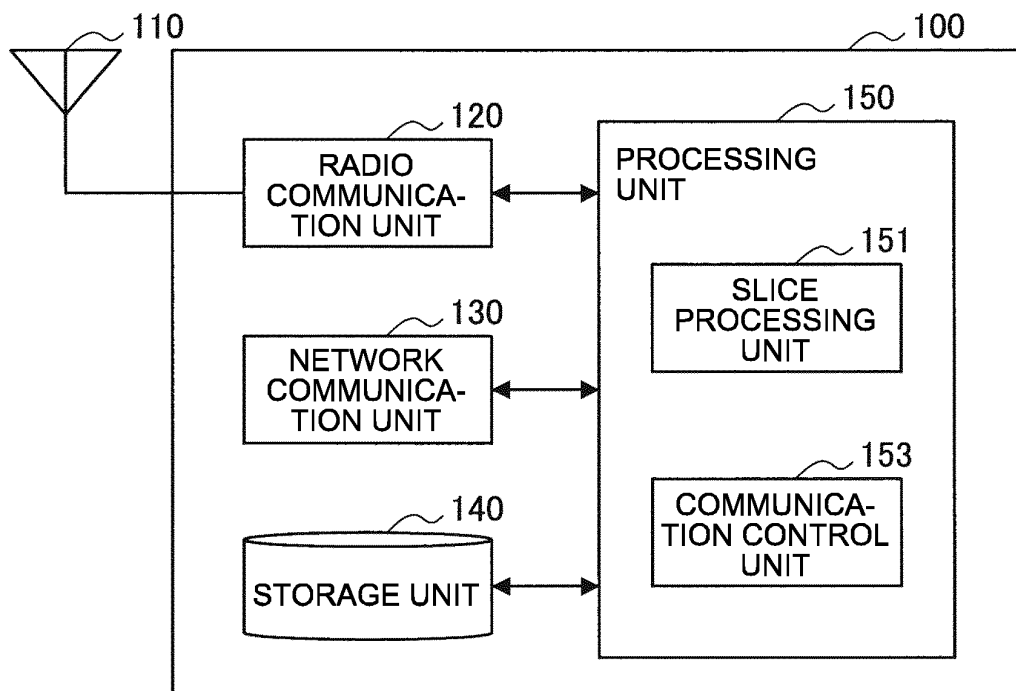 110
100
120
RADIO
COMMUNICA-
TION UNIT
150
PROCESSING
UNIT
151
SLICE
PROCESSING
UNIT
130
NETWORK
COMMUNICA-
TION UNIT
153
COMMUNICA-
TION CONTROL
UNIT
140
STORAGE UNIT